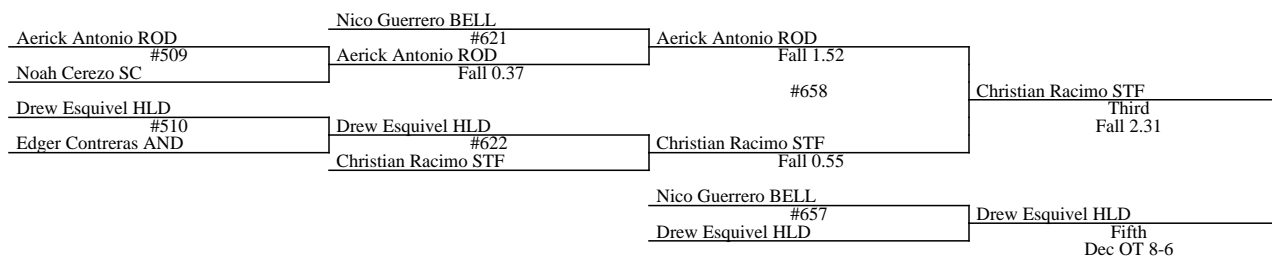 Nico Guerrero BELL
Aerick Antonio ROD
#621
Aerick Antonio ROD
#509
Aerick Antonio ROD
Fall 1.52
Noah Cerezo SC
Fall 0.37
#658
Christian Racimo STF
Drew Esquivel HLD
Third
#510
Drew Esquivel HLD
Fall 2.31
Edger Contreras AND
#622
Christian Racimo STF
Christian Racimo STF
Fall 0.55
Nico Guerrero BELL
#657
Drew Esquivel HLD
Drew Esquivel HLD
Fifth
Dec OT 8-6